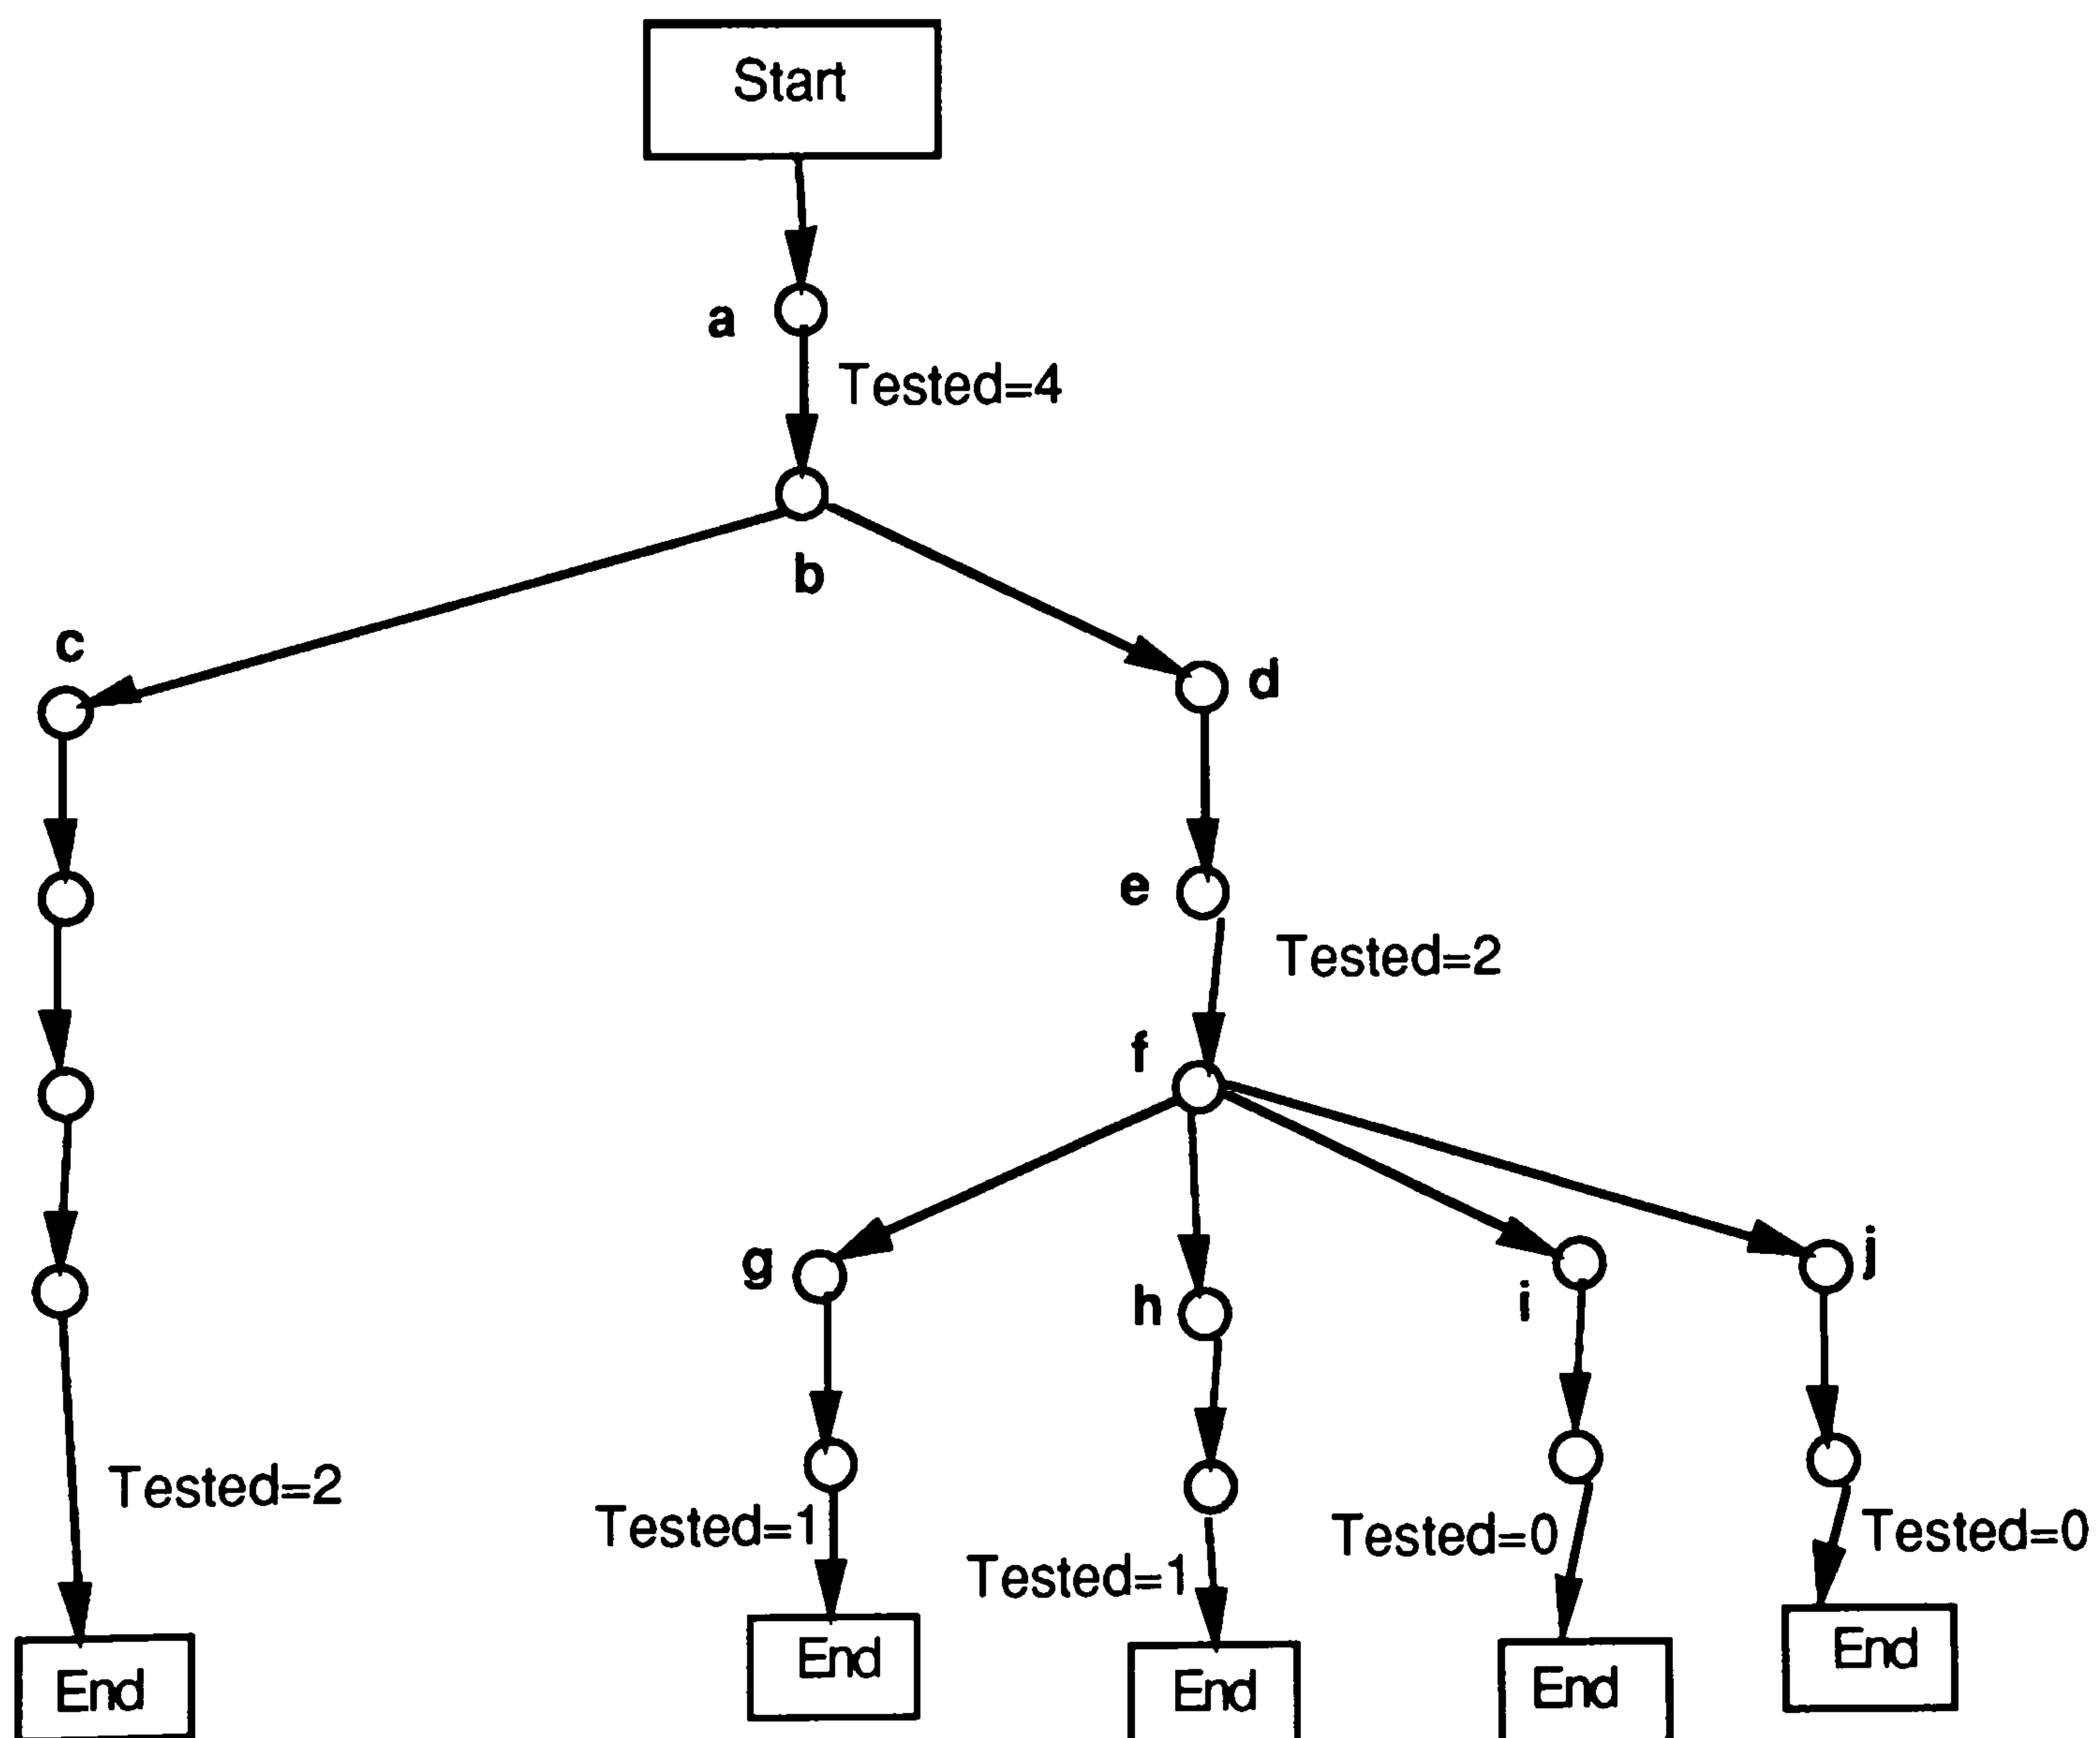 Start
a
Tested=4
b
c
d
e
Tested=2
f
g
h
i
j
Tested=2
Tested=1
Tested=1
Tested=0
Tested=0
End
End
End
End
End